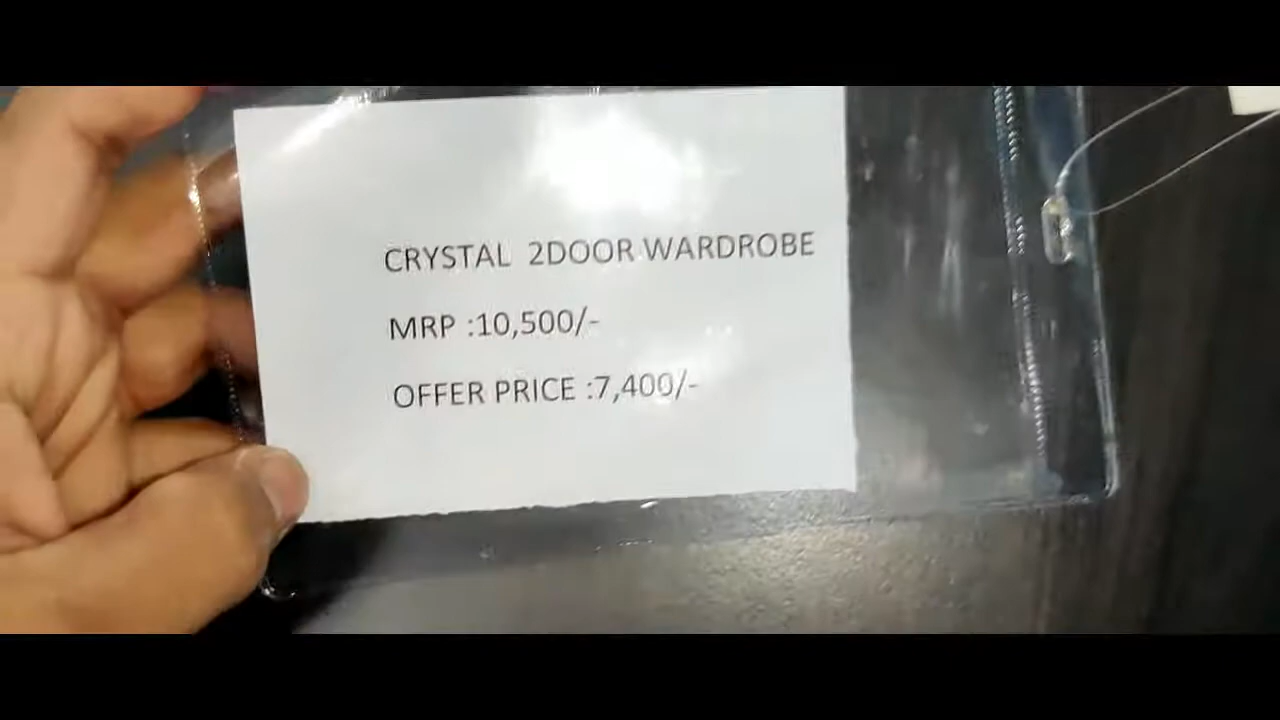 CRYSTAL 2DOOR WARDROBE
MRP :10,500/-
OFFER PRICE :7,400/-